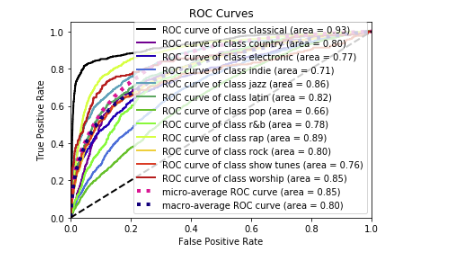 ROC Curves
True Positive Rate
1.0
0.8
0.6
0.4
0.2
0.0
ROC curve of class classical (area = 0.93)
ROC curve of class country (area = 0.80)
ROC curve of class electronic (area = 0.77)
ROC curve of class indie (area = 0.71)
ROC curve of class jazz (area = 0.86)
ROC curve of class latin (area = 0.82)
ROC curve of class pop (area = 0.66)
ROC curve of class r&b (area = 0.78)
ROC curve of class rap (area = 0.89)
ROC curve of class rock (area = 0.80)
ROC curve of class show tunes (area = 0.76)
ROC curve of class worship (area = 0.85)
micro-average ROC curve (area = 0.85)
macro-average ROC curve (area = 0.80)
0.0 0.2 0.4 0.6 0.8 1.0
False Positive Rate